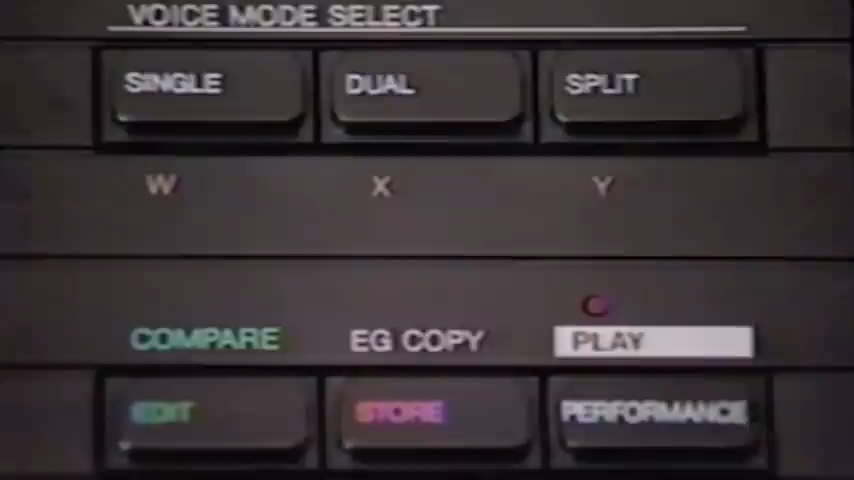 VOICE MODE SELECT
SINGLE DUAL SPLIT
W X Y
COMPARE EG COPY PLAY
EDIT STORE PERFORMANCE